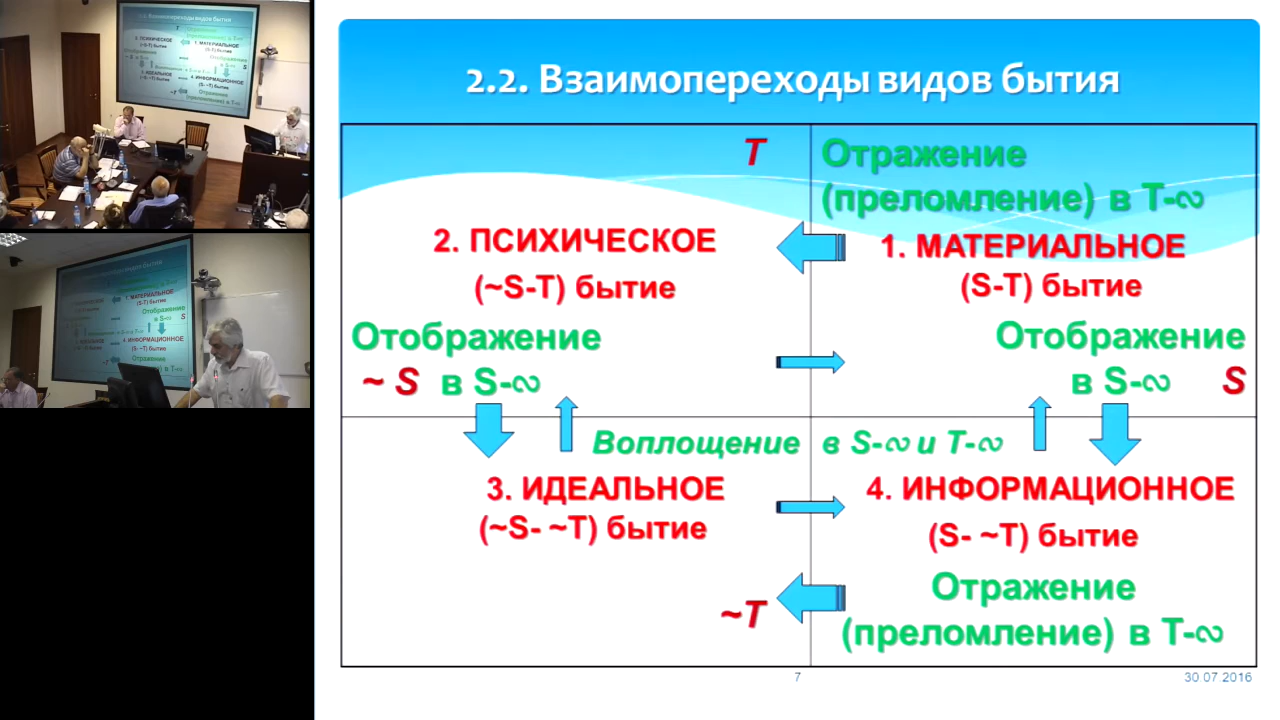 2.2. Взаимопереходы видов бытия
T
Отражение
(преломление) в T-∾
2. ПСИХИЧЕСКОЕ
(~S-T) бытие
1. МАТЕРИАЛЬНОЕ
(S-T) бытие
Отображение
~ S в S-∾
Отображение
в S-∾ S
Воплощение в S-∾ и T-∾
3. ИДЕАЛЬНОЕ
(~S- ~T) бытие
4. ИНФОРМАЦИОННОЕ
(S- ~T) бытие
~T
Отражение
(преломление) в T-∾
7
30.07.2016